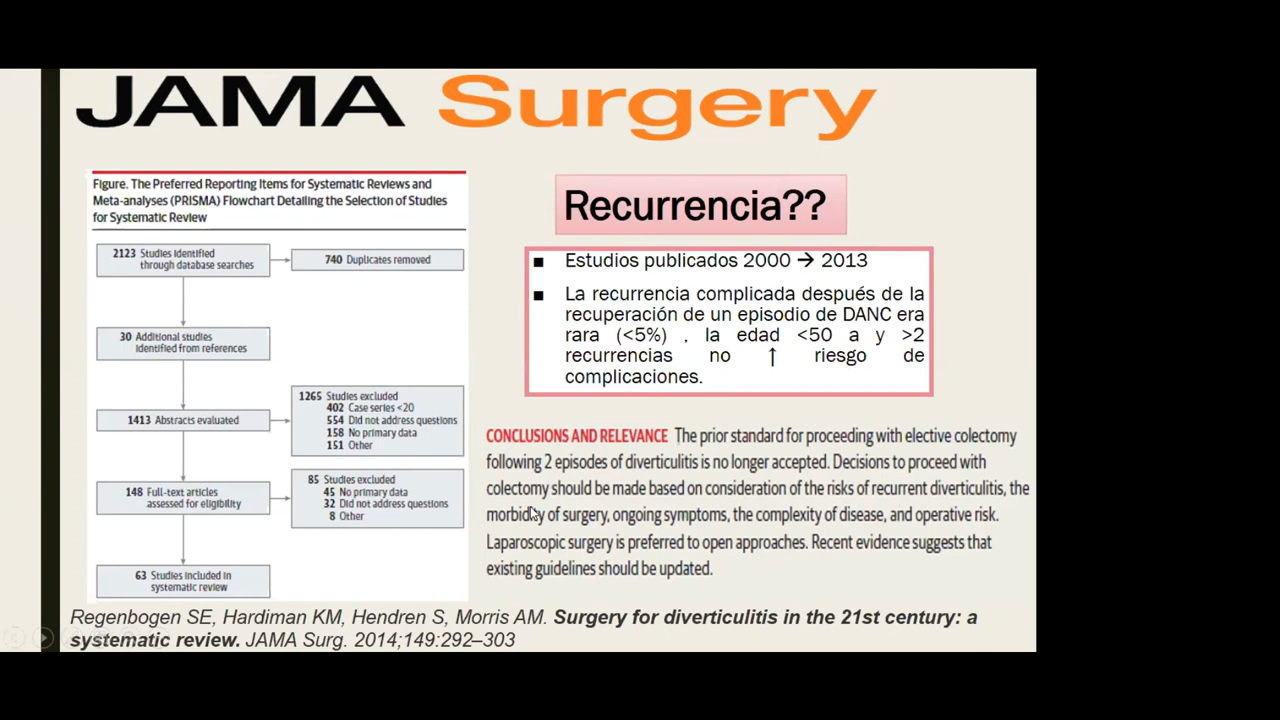 JAMA Surgery
Figure. The Preferred Reporting Items for Systematic Reviews and
Meta-analyses (PRISMA) Flowchart Detailing the Selection of Studies
for Systematic Review
2123 Studies identified
through database searches
740 Duplicates removed
30 Additional studies
identified from references
1413 Abstracts evaluated
1265 Studies excluded
402 Case series <20
554 Did not address questions
158 No primary data
151 Other
148 Full-text articles
assessed for eligibility
85 Studies excluded
45 No primary data
32 Did not address questions
8 Other
63 Studies included in
systematic review
Recurrencia??
■ Estudios publicados 2000 → 2013
■ La recurrencia complicada después de la
recuperación de un episodio de DANC era
rara (<5%) , la edad <50 a y >2
recurrencias no ↑ riesgo de
complicaciones.
CONCLUSIONS AND RELEVANCE The prior standard for proceeding with elective colectomy
following 2 episodes of diverticulitis is no longer accepted. Decisions to proceed with
colectomy should be made based on consideration of the risks of recurrent diverticulitis, the
morbidity of surgery, ongoing symptoms, the complexity of disease, and operative risk.
Laparoscopic surgery is preferred to open approaches. Recent evidence suggests that
existing guidelines should be updated.
Regenbogen SE, Hardiman KM, Hendren S, Morris AM. Surgery for diverticulitis in the 21st century: a
systematic review. JAMA Surg. 2014;149:292–303